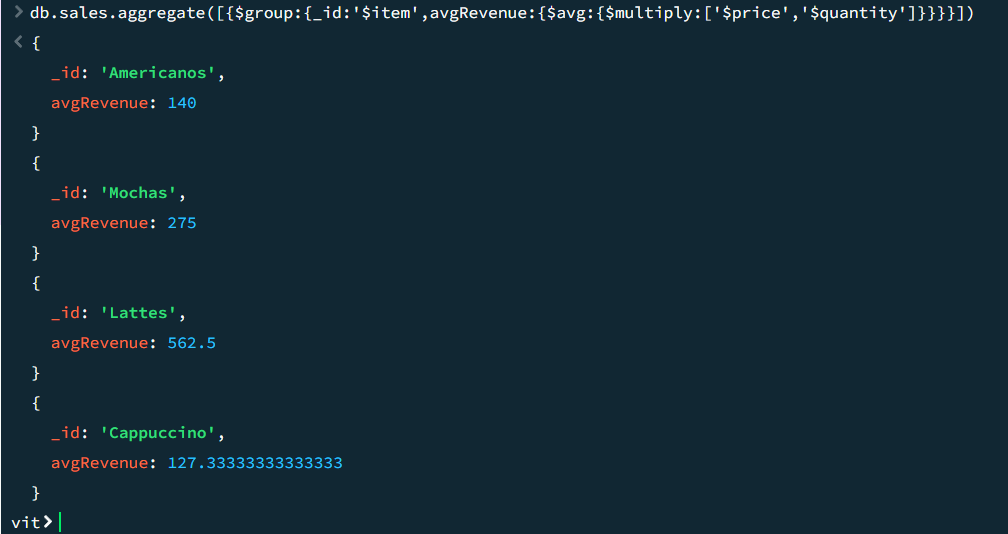 > db.sales.aggregate([{$group:{_id:'$item',avgRevenue:{$avg:{$multiply:['$price','$quantity']}}}}])
< {
_id: 'Americanos',
avgRevenue: 140
}
{
_id: 'Mochas',
avgRevenue: 275
}
{
_id: 'Lattes',
avgRevenue: 562.5
}
{
_id: 'Cappuccino',
avgRevenue: 127.33333333333333
}
vit>